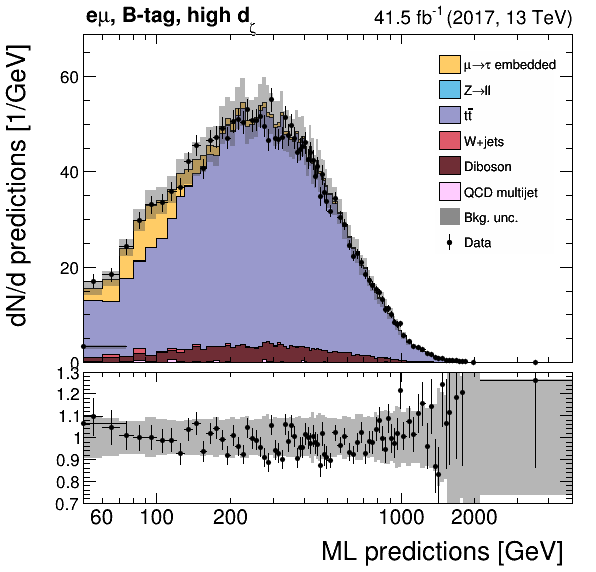 eμ, B-tag, high dζ
41.5 fb⁻¹ (2017, 13 TeV)
dN/d predictions [1/GeV]
60
40
20
0
μ→τ embedded
Z→ll
tt̄
W+jets
Diboson
QCD multijet
Bkg. unc.
Data
1.3
1.2
1.1
1
0.9
0.8
0.7
60 100 200 1000 2000
ML predictions [GeV]